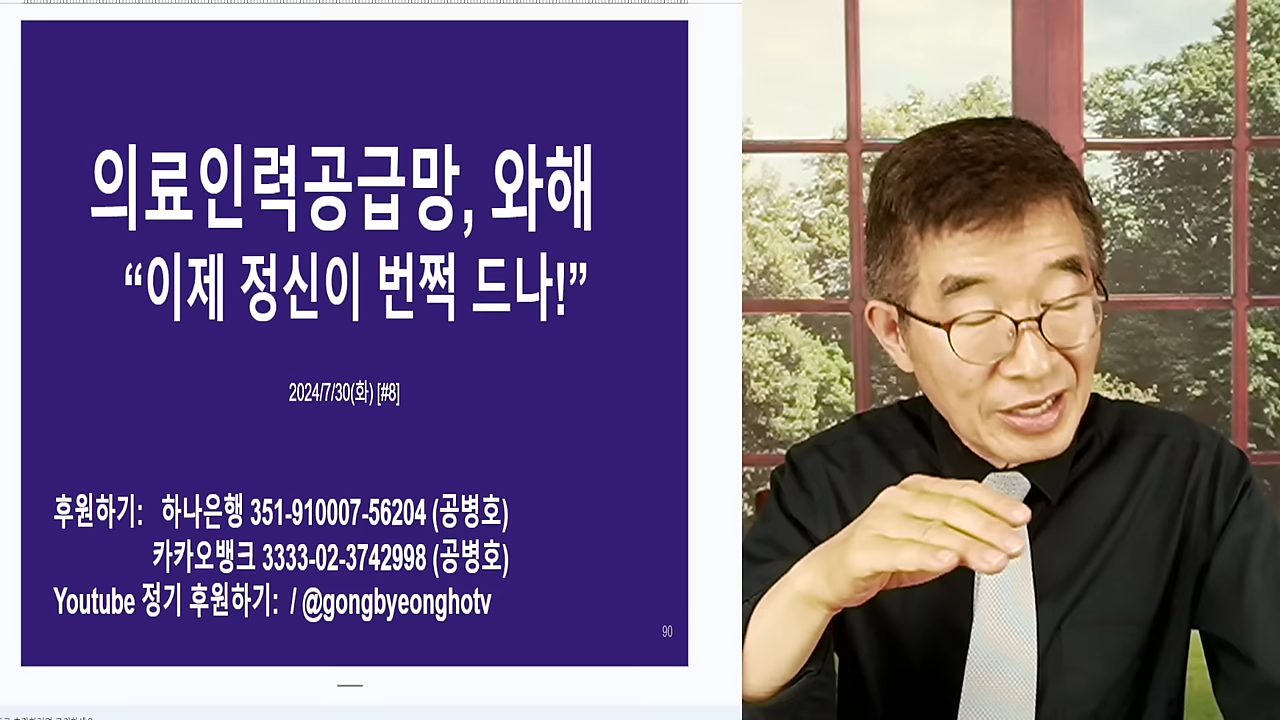 의료인력공급망, 와해
“이제 정신이 번쩍 드나!”
2024/7/30(화) [#8]
후원하기: 하나은행 351-910007-56204 (공병호)
카카오뱅크 3333-02-3742998 (공병호)
Youtube 정기 후원하기: / @gongbyeonghotv
90